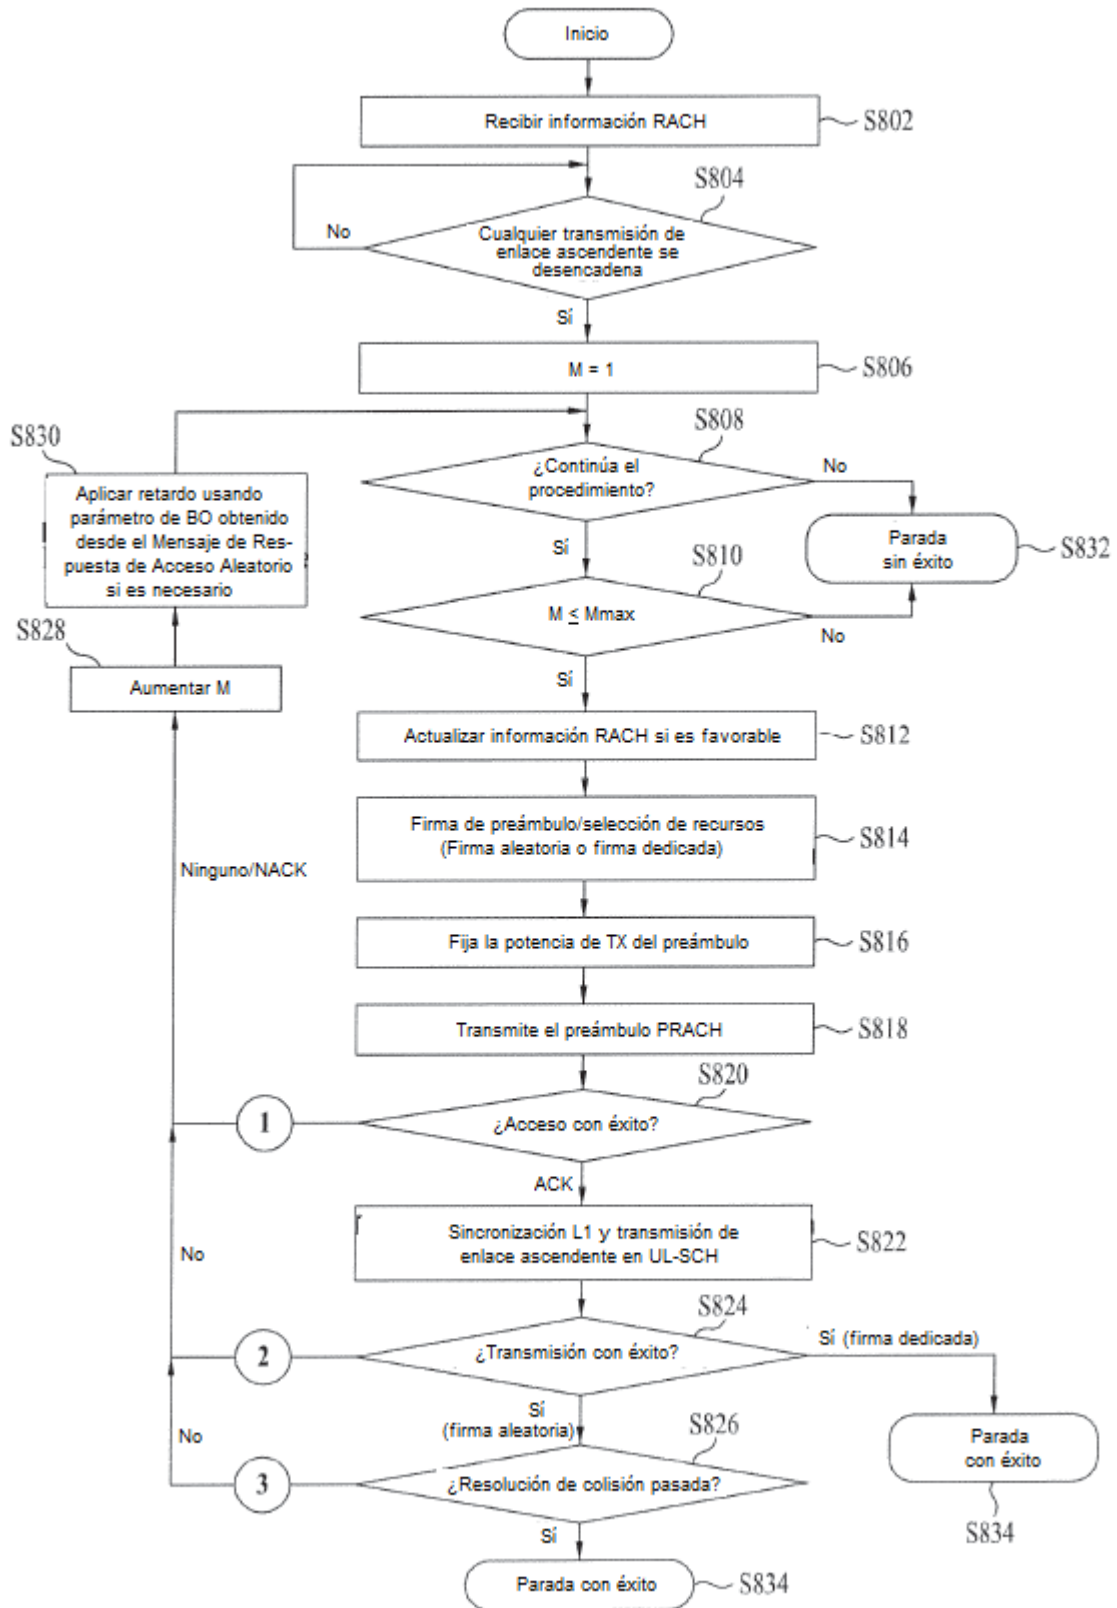 Inicio
Recibir información RACH
S802
S804
No
Cualquier transmisión de
enlace ascendente se
desencadena
Sí
M = 1
S806
S830
S808
Aplicar retardo usando
parámetro de BO obtenido
desde el Mensaje de Res-
puesta de Acceso Aleatorio
si es necesario
¿Continúa el
procedimiento?
No
Parada
sin éxito
S832
Sí
S810
M ≤ Mmax
No
S828
Aumentar M
Sí
Actualizar información RACH si es favorable
S812
Firma de preámbulo/selección de recursos
(Firma aleatoria o firma dedicada)
S814
Ninguno/NACK
Fija la potencia de TX del preámbulo
S816
Transmite el preámbulo PRACH
S818
S820
1
¿Acceso con éxito?
ACK
Sincronización L1 y transmisión de
enlace ascendente en UL-SCH
S822
No
S824
2
¿Transmisión con éxito?
Sí (firma dedicada)
Sí
(firma aleatoria)
S826
No
Parada
con éxito
S834
3
¿Resolución de colisión pasada?
Sí
Parada con éxito
S834